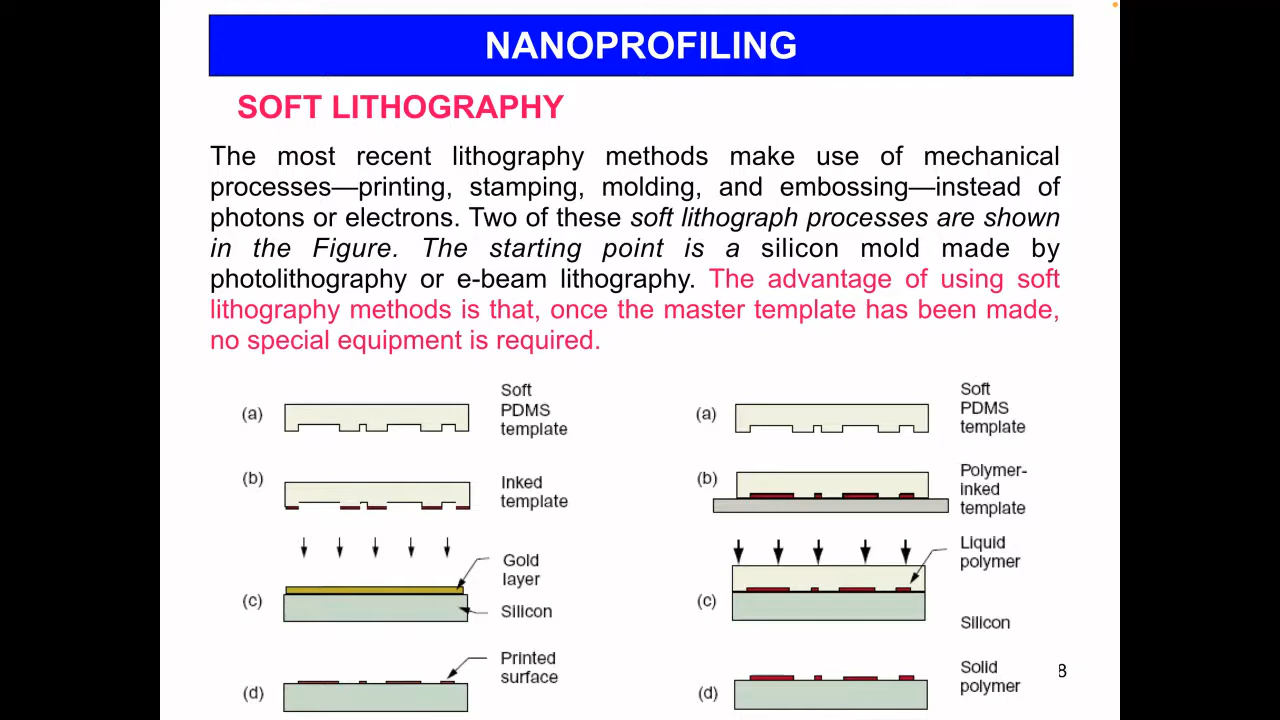 NANOPROFILING
SOFT LITHOGRAPHY
The most recent lithography methods make use of mechanical
processes—printing, stamping, molding, and embossing—instead of
photons or electrons. Two of these soft lithograph processes are shown
in the Figure. The starting point is a silicon mold made by
photolithography or e-beam lithography. The advantage of using soft
lithography methods is that, once the master template has been made,
no special equipment is required.
(a)
Soft
PDMS
template
(b)
Inked
template
(c)
Gold
layer
Silicon
(d)
Printed
surface
(a)
Soft
PDMS
template
(b)
Polymer-
inked
template
(c)
Liquid
polymer
Silicon
(d)
Solid
polymer
8